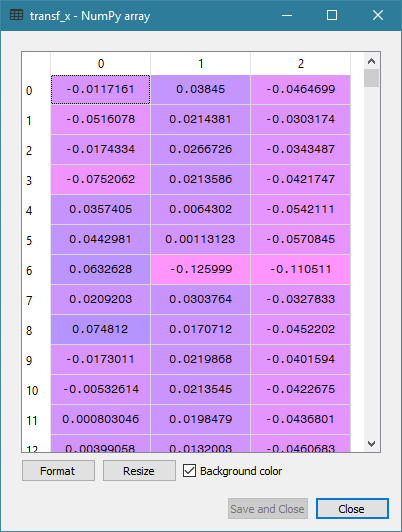 transf_x - NumPy array
0 1 2
0 -0.0117161 0.03845 -0.0464699
1 -0.0516078 0.0214381 -0.0303174
2 -0.0174334 0.0266726 -0.0343487
3 -0.0752062 0.0213586 -0.0421747
4 0.0357405 0.0064302 -0.0542111
5 0.0442981 0.00113123 -0.0570845
6 0.0632628 -0.125999 -0.110511
7 0.0209203 0.0303764 -0.0327833
8 0.074812 0.0170712 -0.0452202
9 -0.0173011 0.0219868 -0.0401594
10 -0.00532614 0.0213545 -0.0422675
11 0.000803046 0.0198479 -0.0436801
12 0.00399058 0.0132003 -0.0460683
Format Resize Background color
Save and Close Close